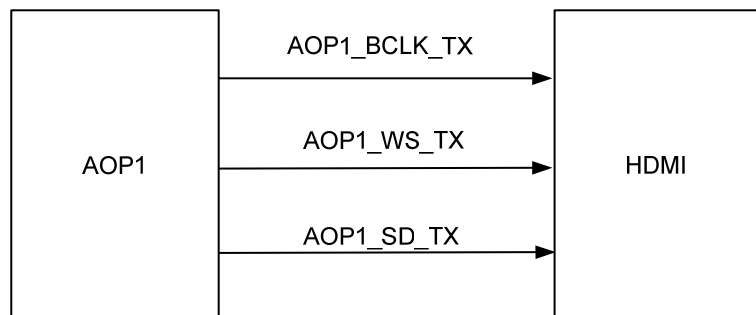 AOP1_BCLK_TX
AOP1_WS_TX
AOP1
HDMI
AOP1_SD_TX